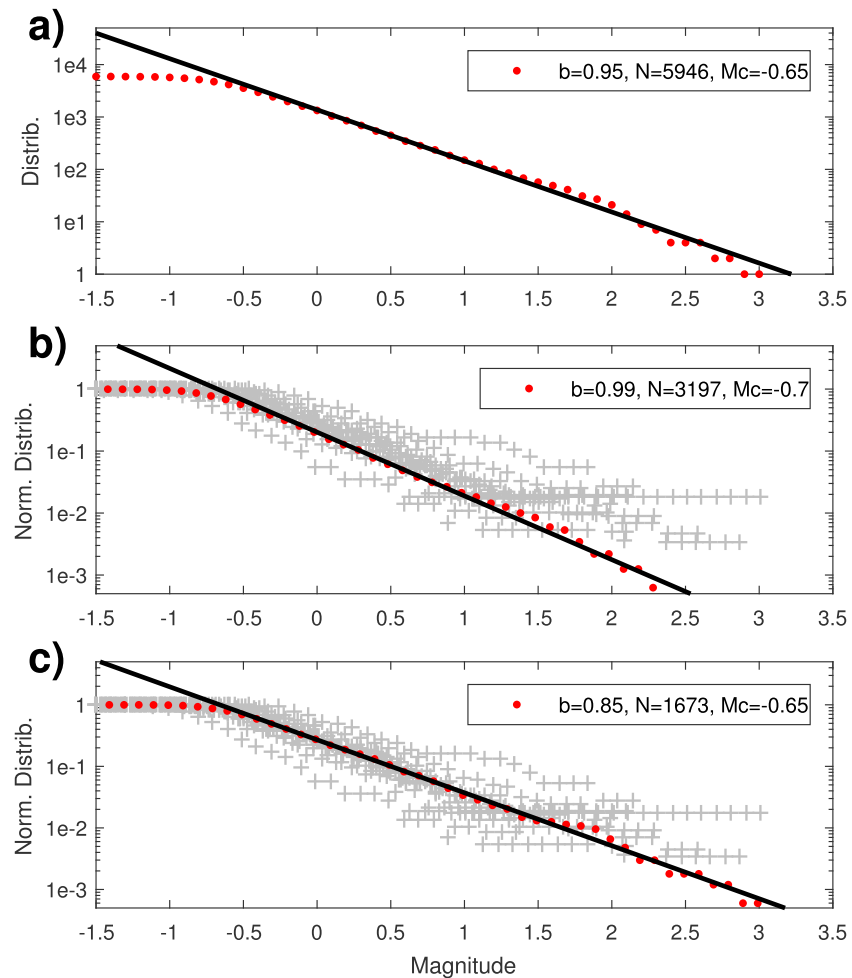 a)
1e4
1e3
1e2
1e1
1
Distrib.
b=0.95, N=5946, Mc=-0.65
-1.5 -1 -0.5 0 0.5 1 1.5 2 2.5 3 3.5
b)
1
1e-1
1e-2
1e-3
Norm. Distrib.
b=0.99, N=3197, Mc=-0.7
-1.5 -1 -0.5 0 0.5 1 1.5 2 2.5 3 3.5
c)
1
1e-1
1e-2
1e-3
Norm. Distrib.
b=0.85, N=1673, Mc=-0.65
-1.5 -1 -0.5 0 0.5 1 1.5 2 2.5 3 3.5
Magnitude